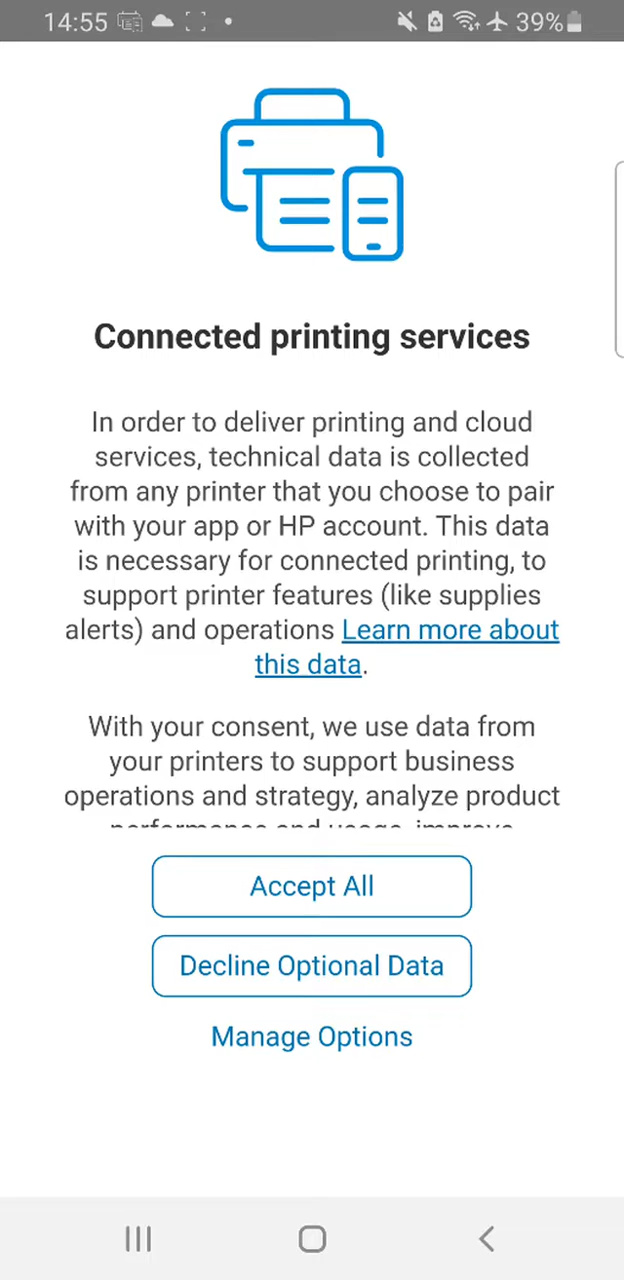 14:55
39%
Connected printing services
In order to deliver printing and cloud
services, technical data is collected
from any printer that you choose to pair
with your app or HP account. This data
is necessary for connected printing, to
support printer features (like supplies
alerts) and operations Learn more about
this data.
With your consent, we use data from
your printers to support business
operations and strategy, analyze product
performance and usage, improve
Accept All
Decline Optional Data
Manage Options